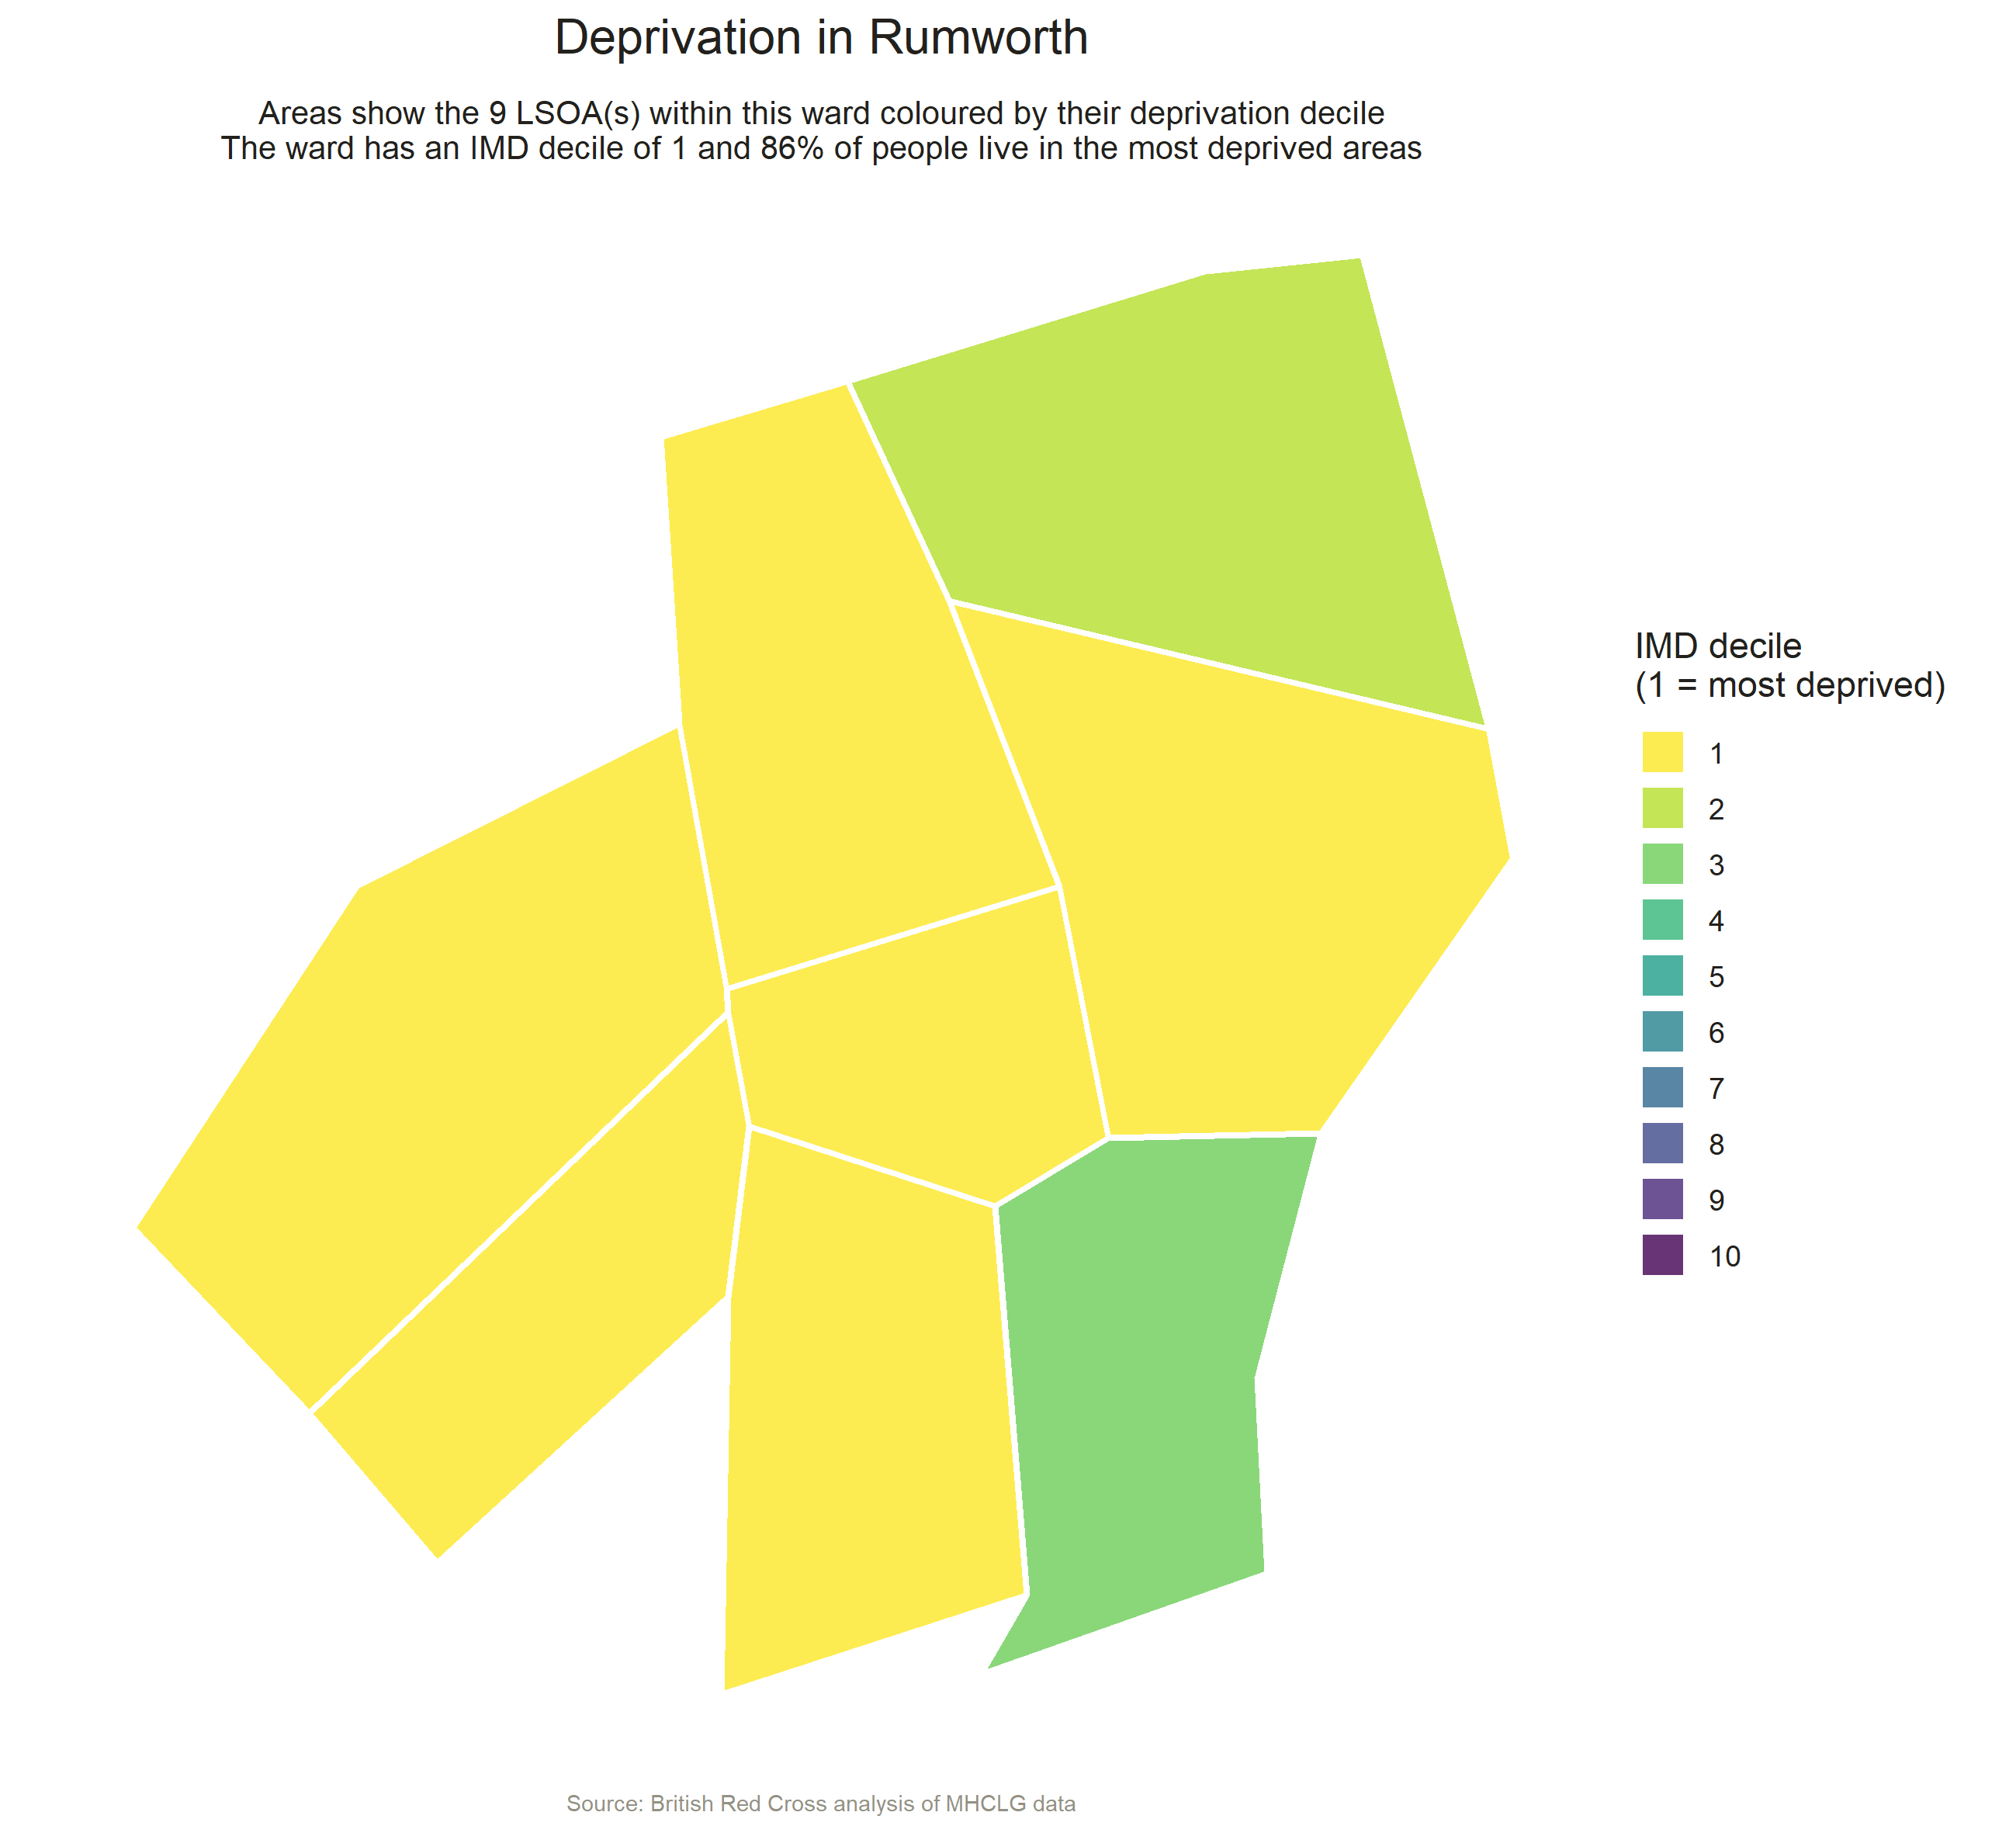 Deprivation in Rumworth
Areas show the 9 LSOA(s) within this ward coloured by their deprivation decile
The ward has an IMD decile of 1 and 86% of people live in the most deprived areas
IMD decile
(1 = most deprived)
1
2
3
4
5
6
7
8
9
10
Source: British Red Cross analysis of MHCLG data